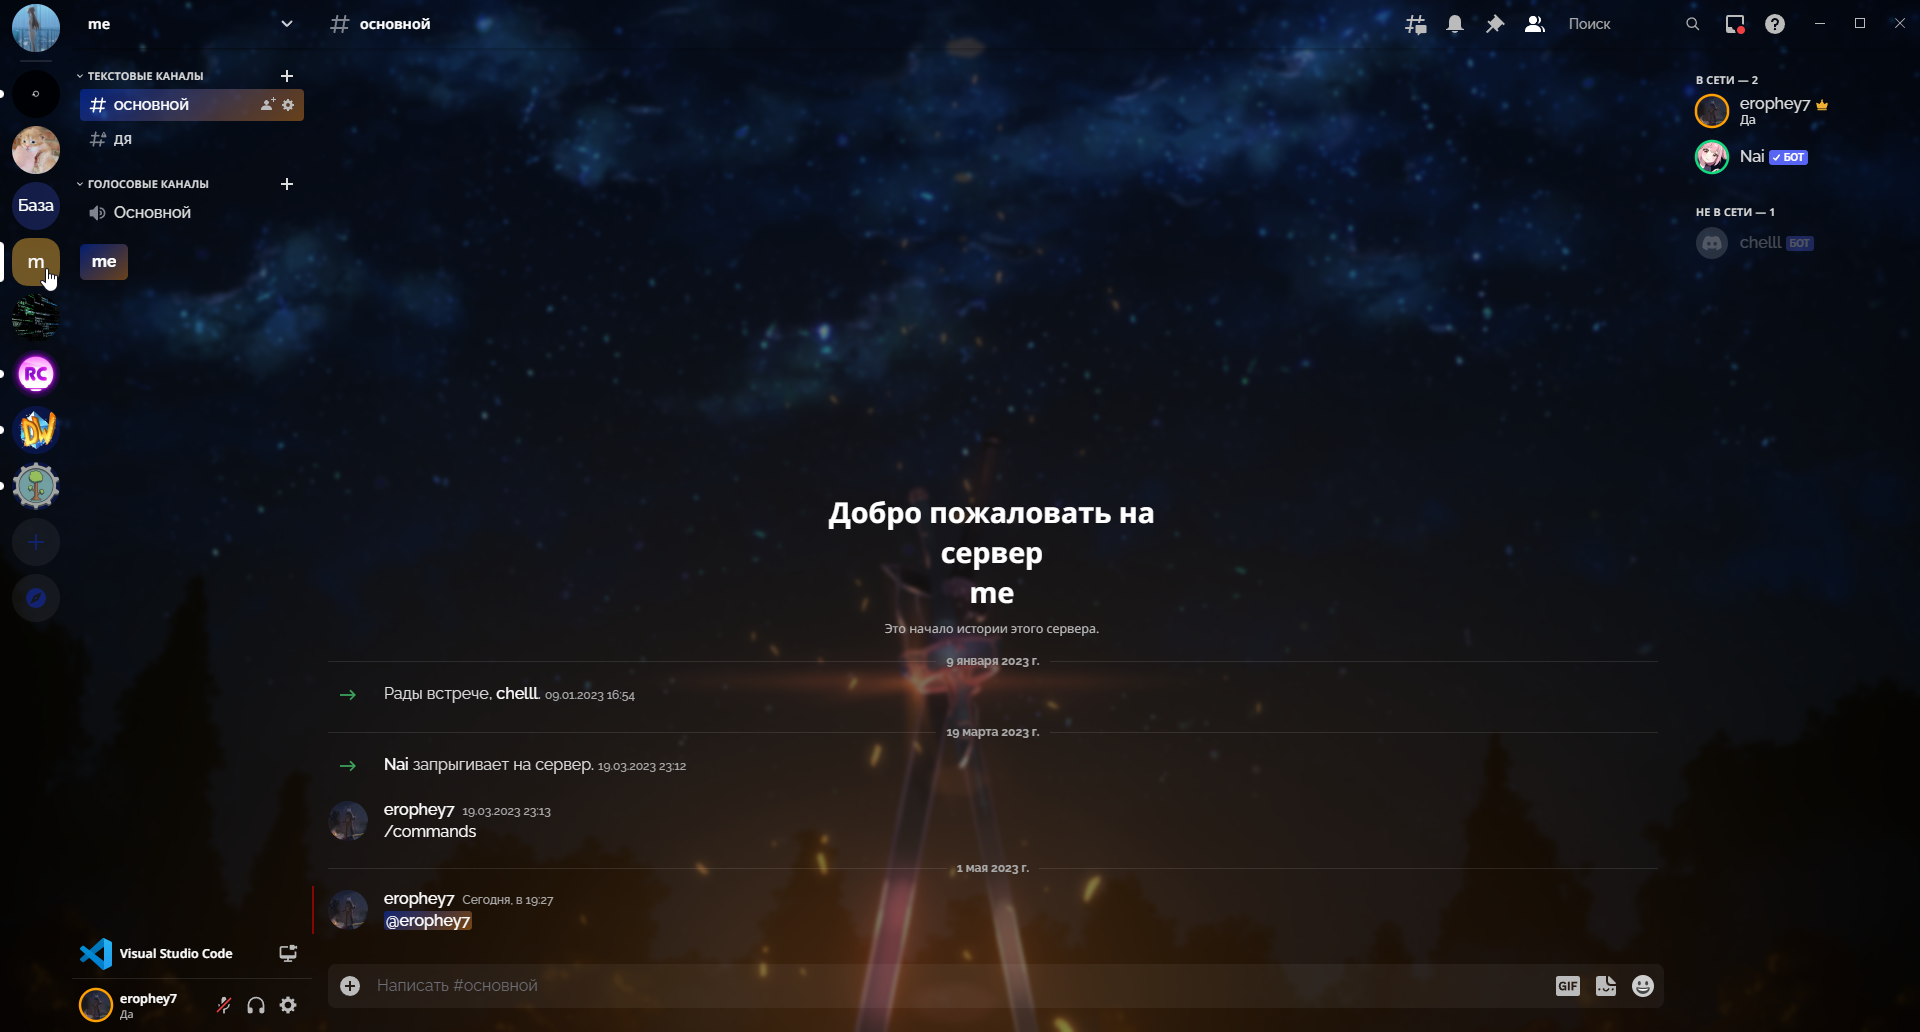 me
основной
Поиск
ТЕКСТОВЫЕ КАНАЛЫ
основной
дя
ГОЛОСОВЫЕ КАНАЛЫ
Основной
База
m
me
RC
DW
В СЕТИ — 2
erophey7
Да
Nai ✓ БОТ
НЕ В СЕТИ — 1
chelll БОТ
Добро пожаловать на
сервер
me
Это начало истории этого сервера.
9 января 2023 г.
Рады встрече, chelll. 09.01.2023 16:54
19 марта 2023 г.
Nai запрыгивает на сервер. 19.03.2023 23:12
erophey7 19.03.2023 23:13
/commands
1 мая 2023 г.
erophey7 Сегодня, в 19:27
@erophey7
Написать #основной
GIF
Visual Studio Code
erophey7
Да